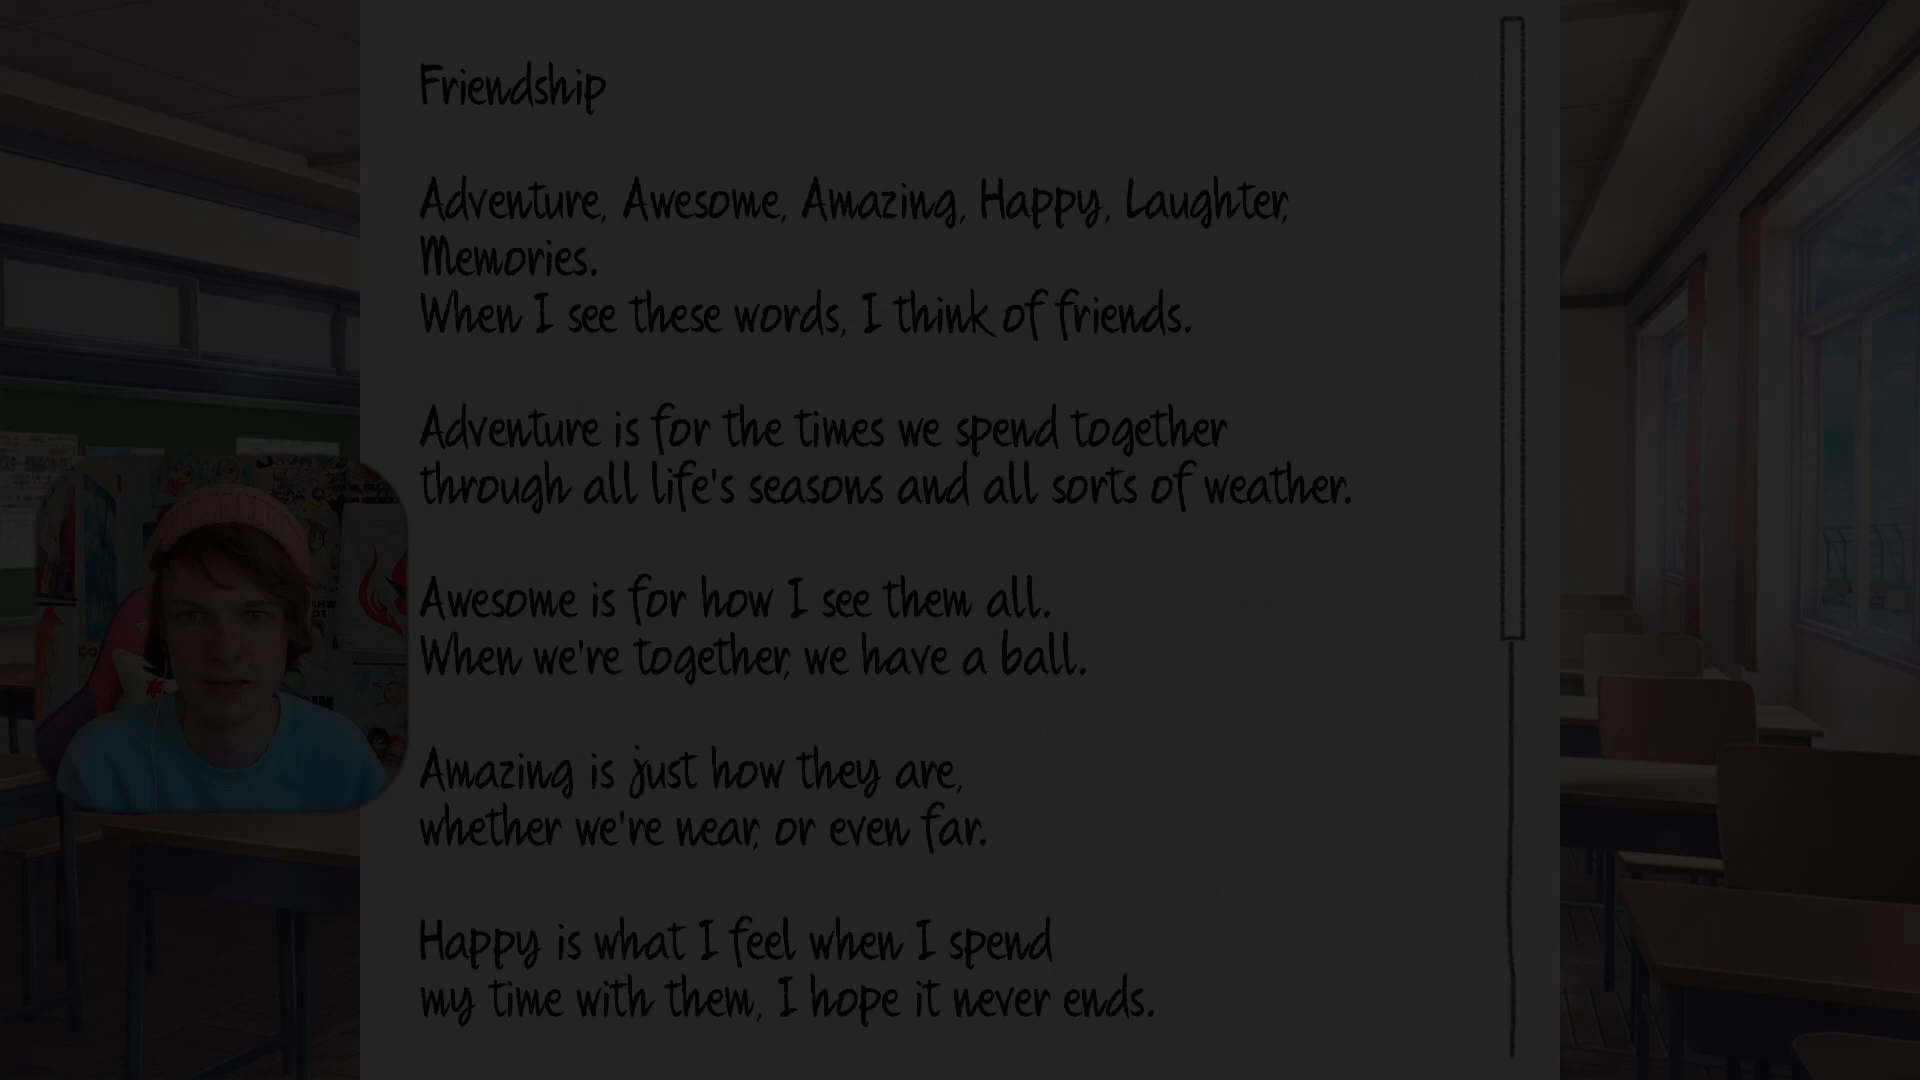 Friendship
Adventure, Awesome, Amazing, Happy, Laughter,
Memories.
When I see these words, I think of friends.
Adventure is for the times we spend together
through all life's seasons and all sorts of weather.
Awesome is for how I see them all.
When we're together, we have a ball.
Amazing is just how they are,
whether we're near, or even far.
Happy is what I feel when I spend
my time with them, I hope it never ends.